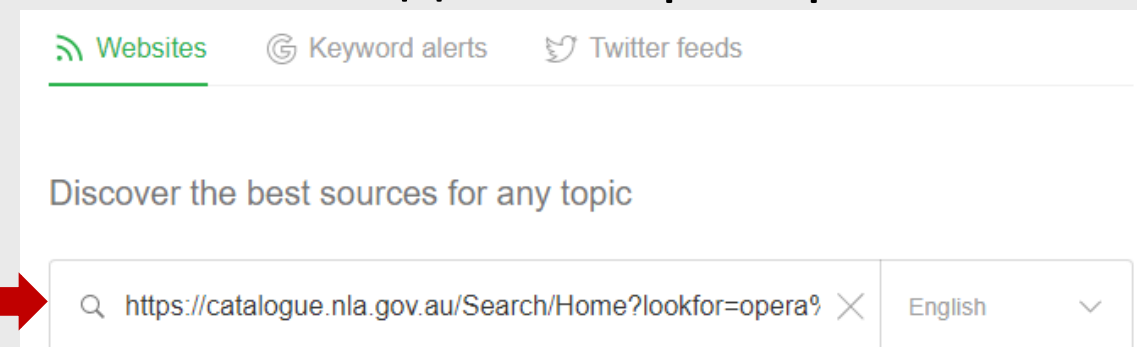 Websites Keyword alerts Twitter feeds
Discover the best sources for any topic
https://catalogue.nla.gov.au/Search/Home?lookfor=opera% English